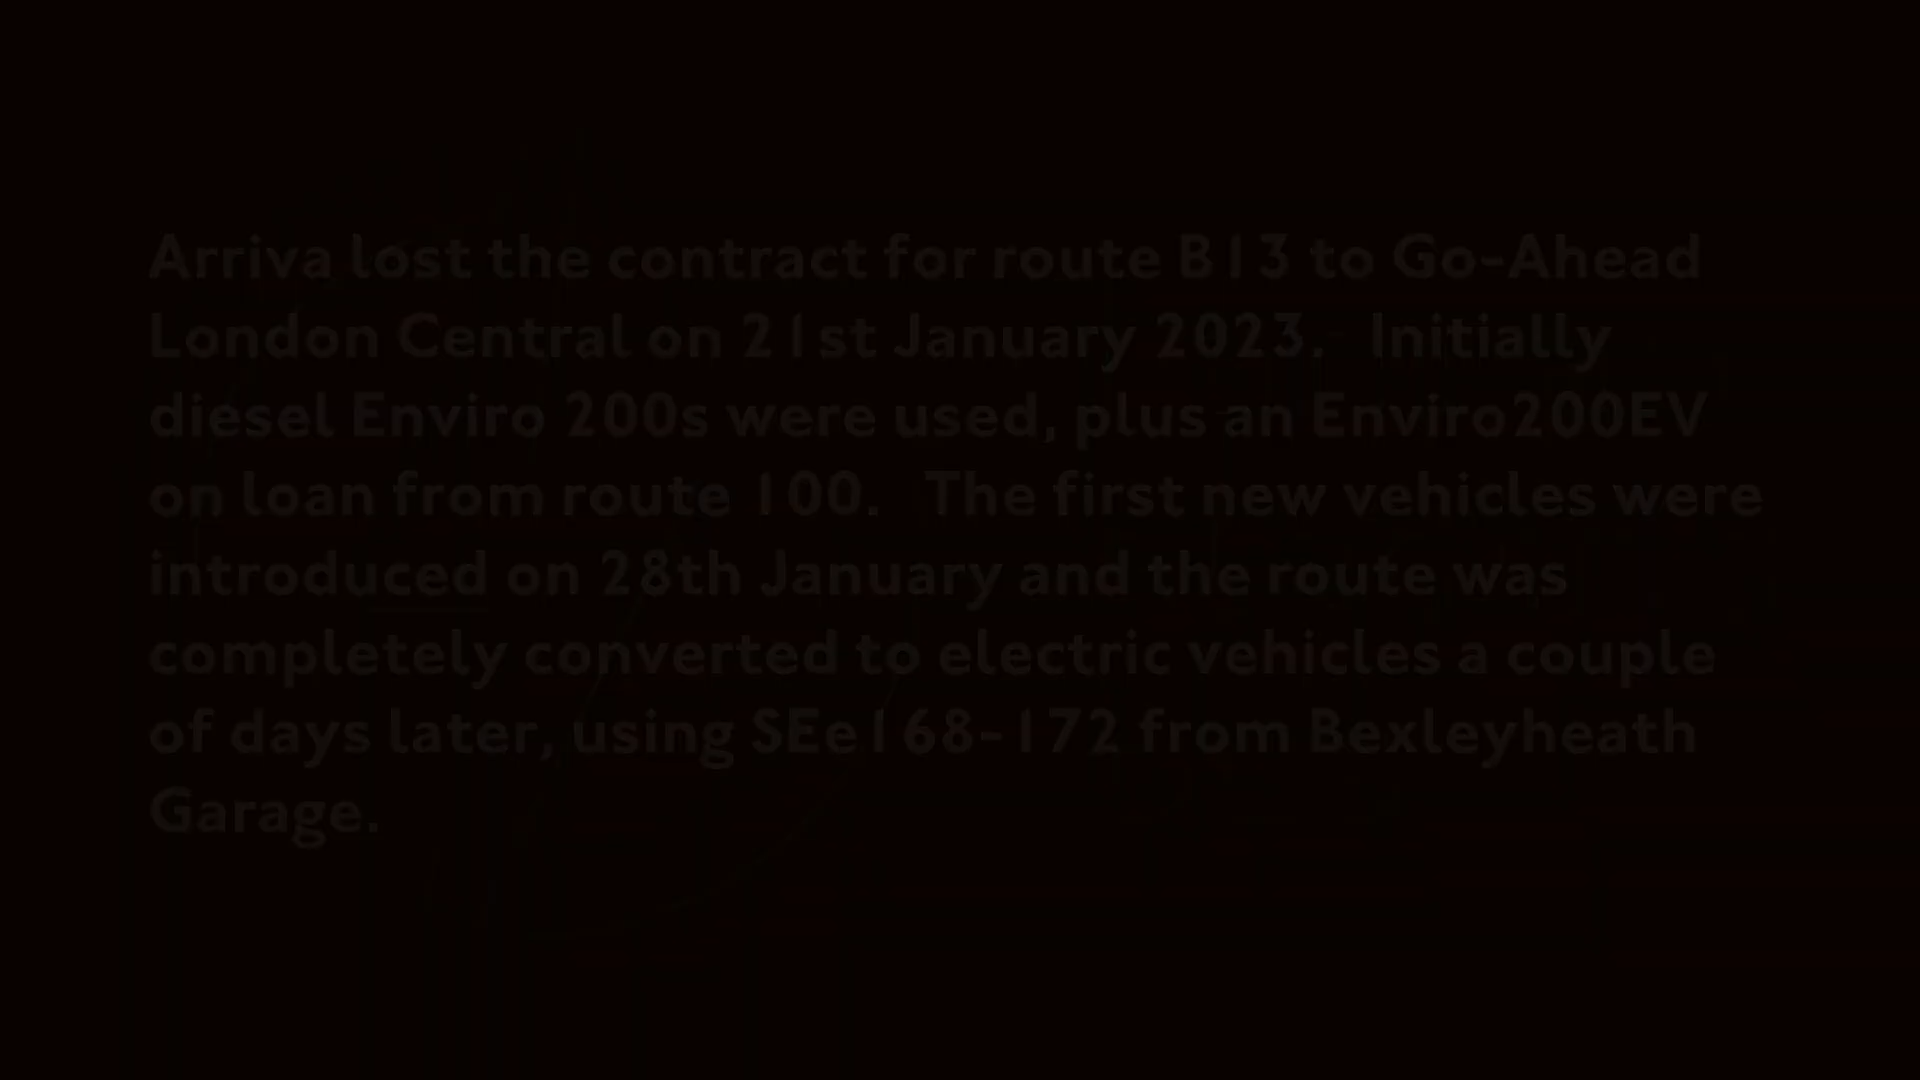 Arriva lost the contract for route B13 to Go-Ahead
London Central on 21st January 2023.   Initially
diesel Enviro 200s were used, plus an Enviro200EV
on loan from route 100.   The first new vehicles were
introduced on 28th January and the route was
completely converted to electric vehicles a couple
of days later, using SEe168-172 from Bexleyheath
Garage.